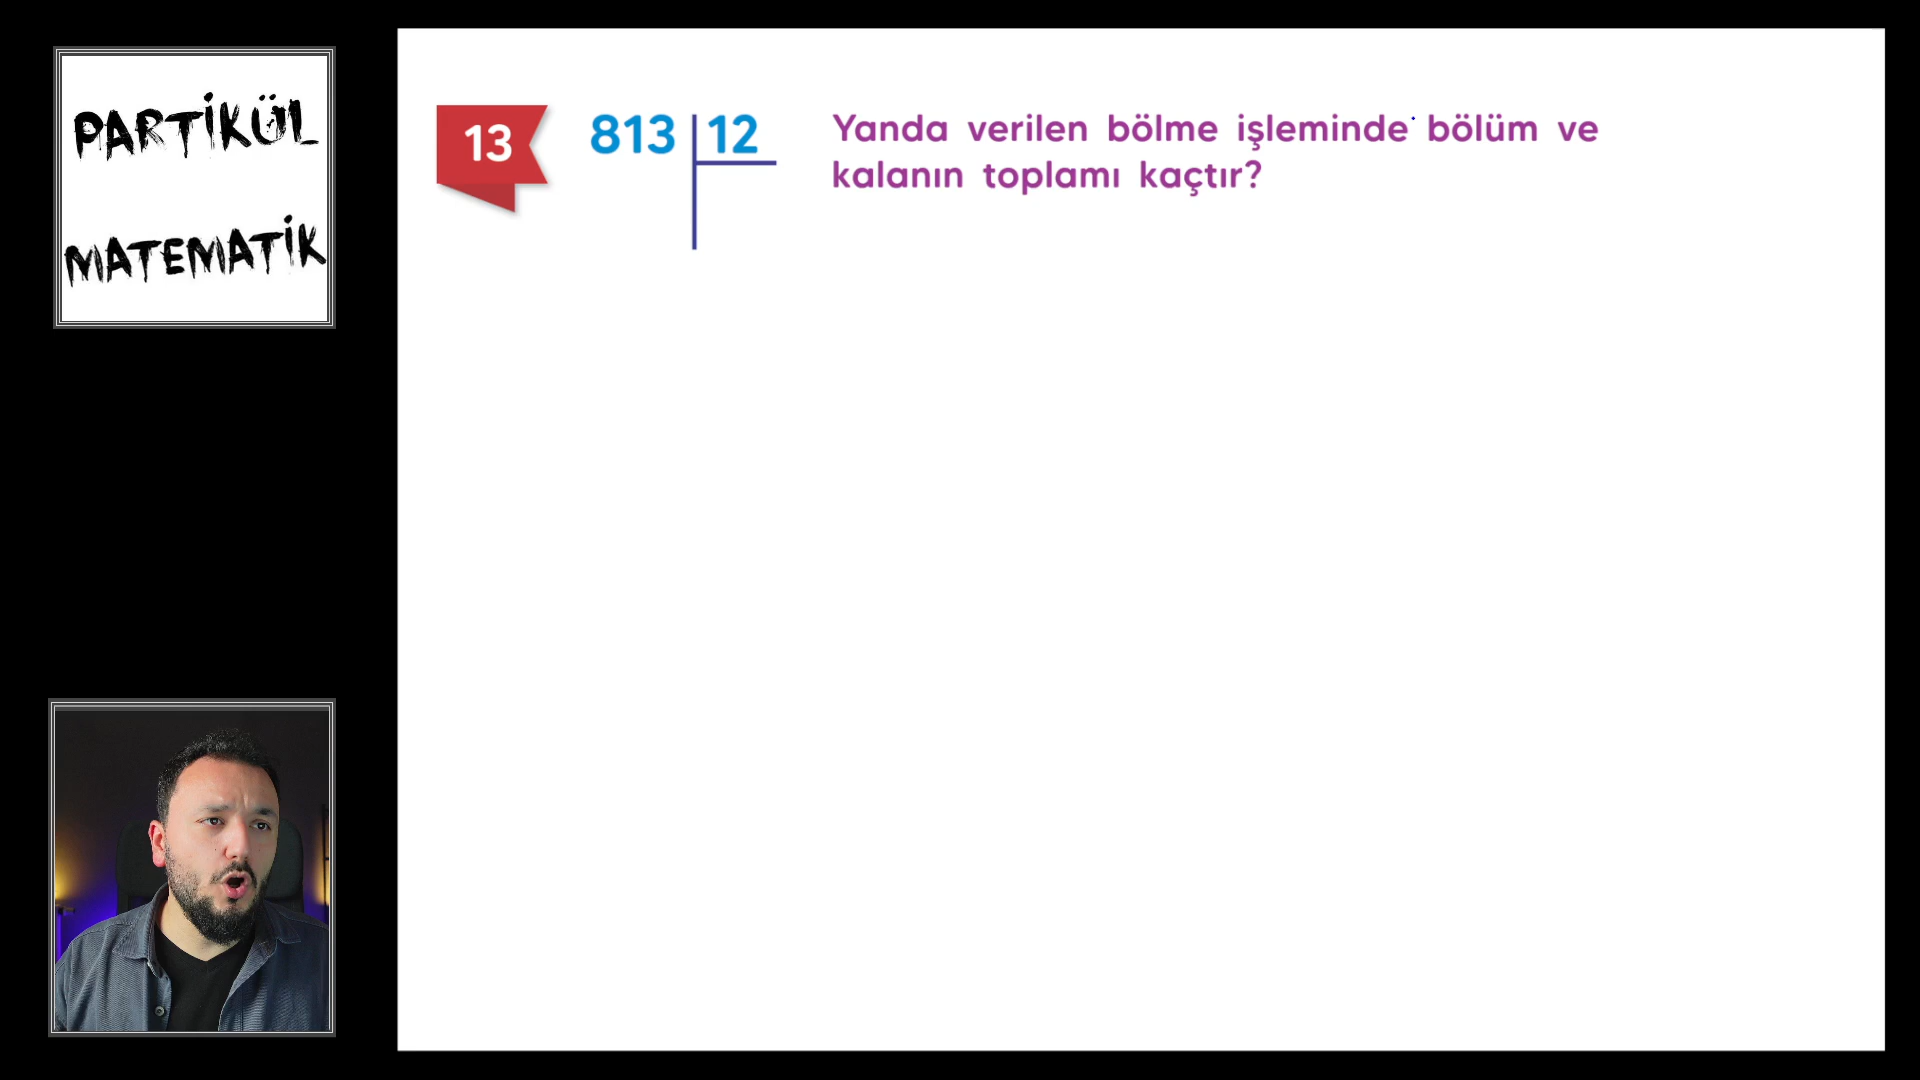 PARTİKÜL
MATEMATİK
13
813 12
Yanda verilen bölme işleminde bölüm ve
kalanın toplamı kaçtır?